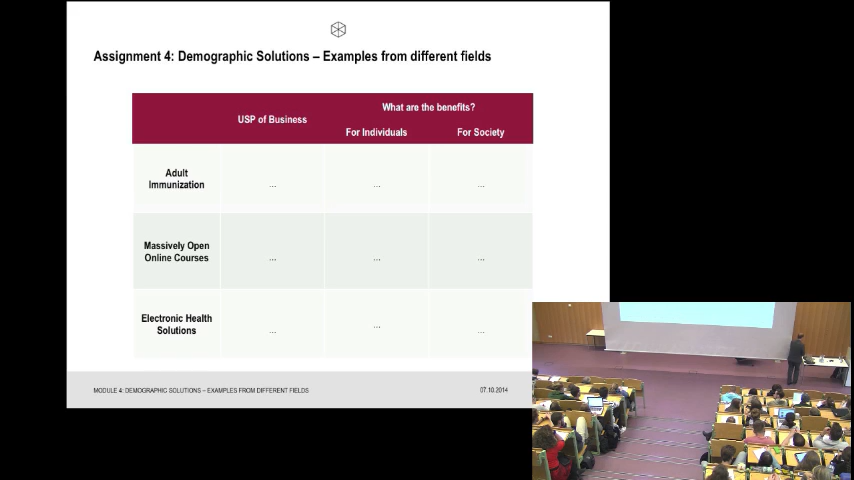 Assignment 4: Demographic Solutions – Examples from different fields
What are the benefits?
USP of Business
For Individuals
For Society
Adult
Immunization
...
...
...
Massively Open
Online Courses
...
...
...
Electronic Health
Solutions
...
...
...
MODULE 4: DEMOGRAPHIC SOLUTIONS – EXAMPLES FROM DIFFERENT FIELDS
07.10.2014